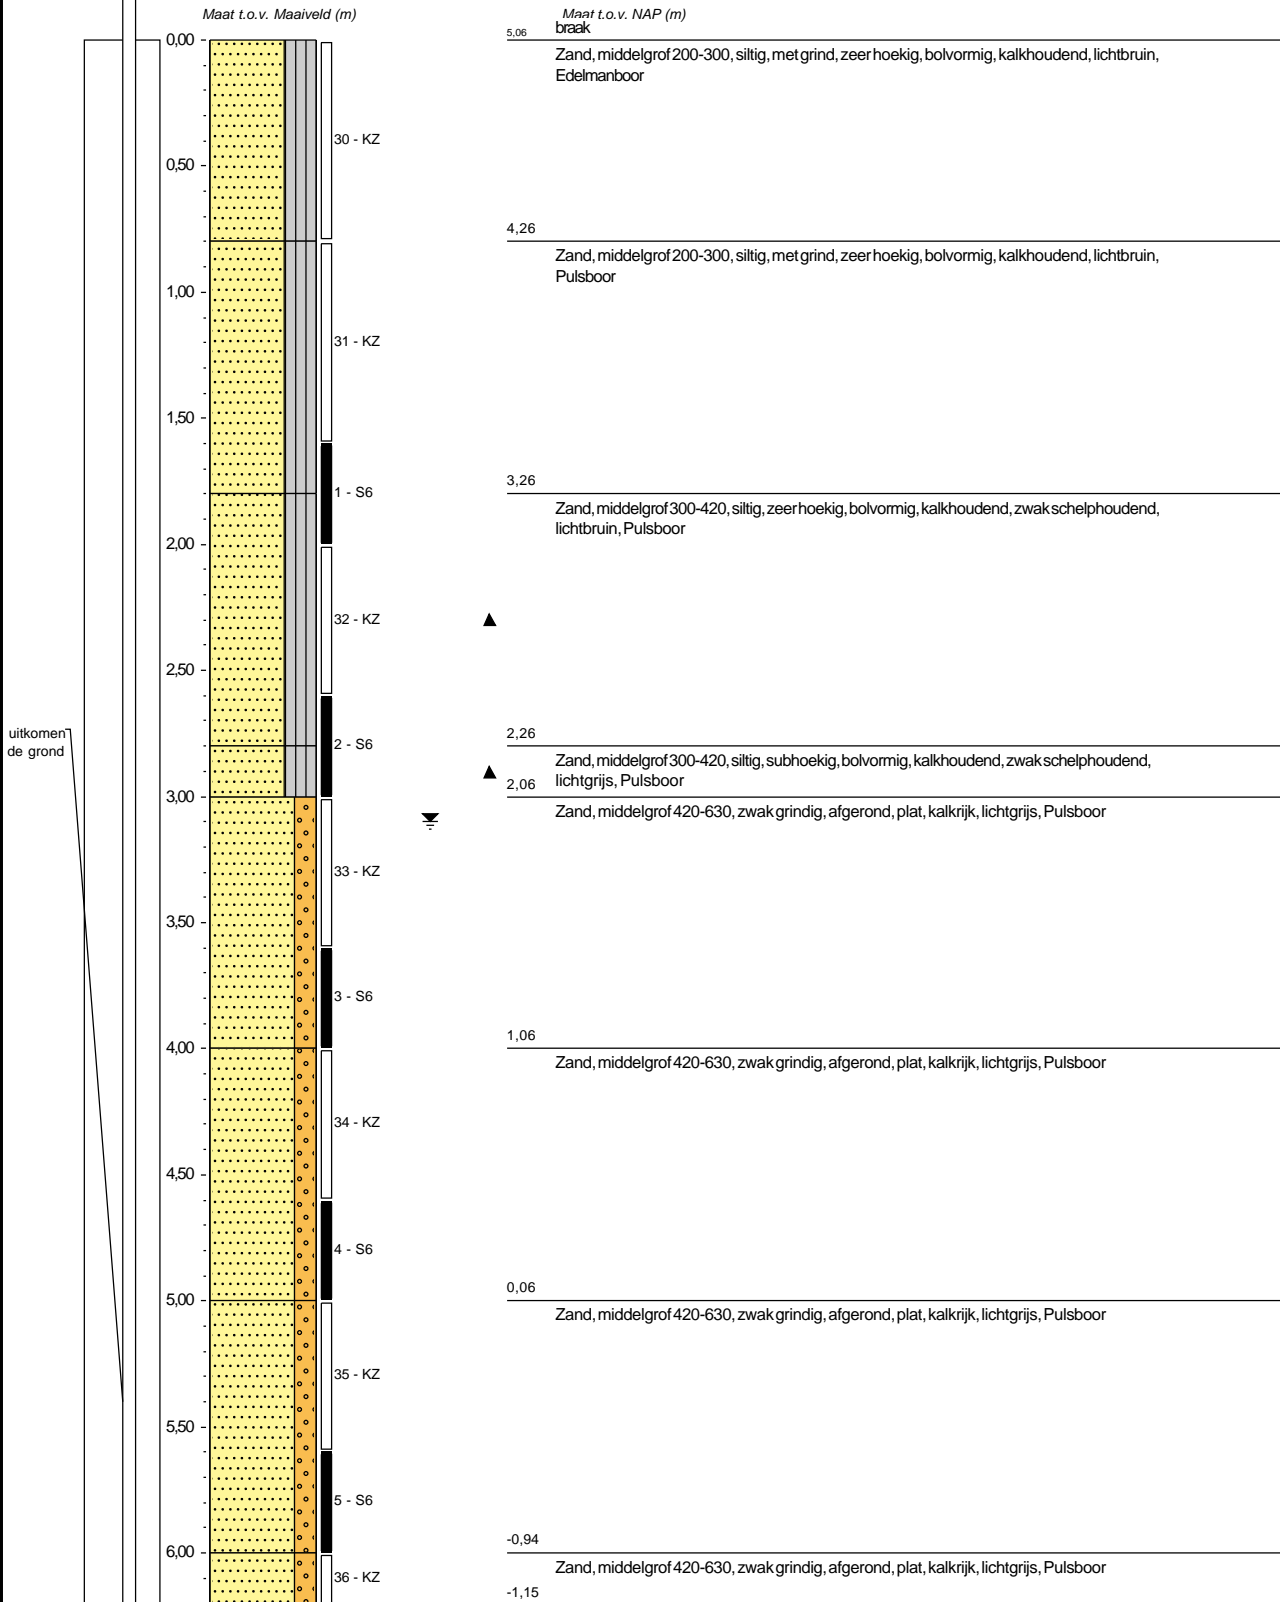 Maat t.o.v. Maaiveld (m)
Maat t.o.v. NAP (m)
braak
5,06
0,00
Zand, middelgrof 200-300, siltig, met grind, zeer hoekig, bolvormig, kalkhoudend, lichtbruin,
Edelmanboor
30 - KZ
0,50
4,26
Zand, middelgrof 200-300, siltig, met grind, zeer hoekig, bolvormig, kalkhoudend, lichtbruin,
Pulsboor
1,00
31 - KZ
1,50
3,26
1 - S6
Zand, middelgrof 300-420, siltig, zeer hoekig, bolvormig, kalkhoudend, zwak schelphoudend,
lichtbruin, Pulsboor
2,00
32 - KZ
2,50
uitkomen
de grond
2,26
2 - S6
Zand, middelgrof 300-420, siltig, subhoekig, bolvormig, kalkhoudend, zwak schelphoudend,
lichtgrijs, Pulsboor
2,06
3,00
Zand, middelgrof 420-630, zwak grindig, afgerond, plat, kalkrijk, lichtgrijs, Pulsboor
33 - KZ
3,50
3 - S6
1,06
4,00
Zand, middelgrof 420-630, zwak grindig, afgerond, plat, kalkrijk, lichtgrijs, Pulsboor
34 - KZ
4,50
4 - S6
0,06
5,00
Zand, middelgrof 420-630, zwak grindig, afgerond, plat, kalkrijk, lichtgrijs, Pulsboor
35 - KZ
5,50
5 - S6
-0,94
6,00
Zand, middelgrof 420-630, zwak grindig, afgerond, plat, kalkrijk, lichtgrijs, Pulsboor
36 - KZ
-1,15